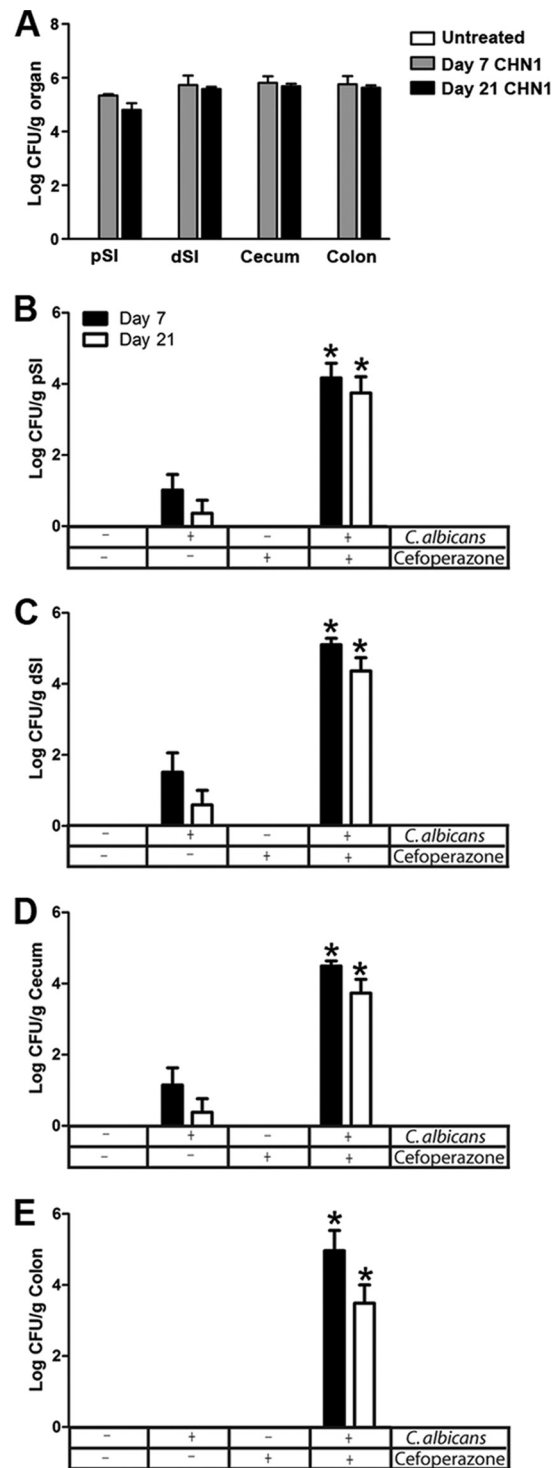 A
Log CFU/g organ
8
6
4
2
0
pSI dSI Cecum Colon
Untreated
Day 7 CHN1
Day 21 CHN1
B
Log CFU/g pSI
6
4
2
0
Day 7
Day 21
* *
- + - + C. albicans
- - + + Cefoperazone
C
Log CFU/g dSI
6
4
2
0
* *
- + - + C. albicans
- - + + Cefoperazone
D
Log CFU/g Cecum
6
4
2
0
* *
- + - + C. albicans
- - + + Cefoperazone
E
Log CFU/g Colon
6
4
2
0
* *
- + - + C. albicans
- - + + Cefoperazone